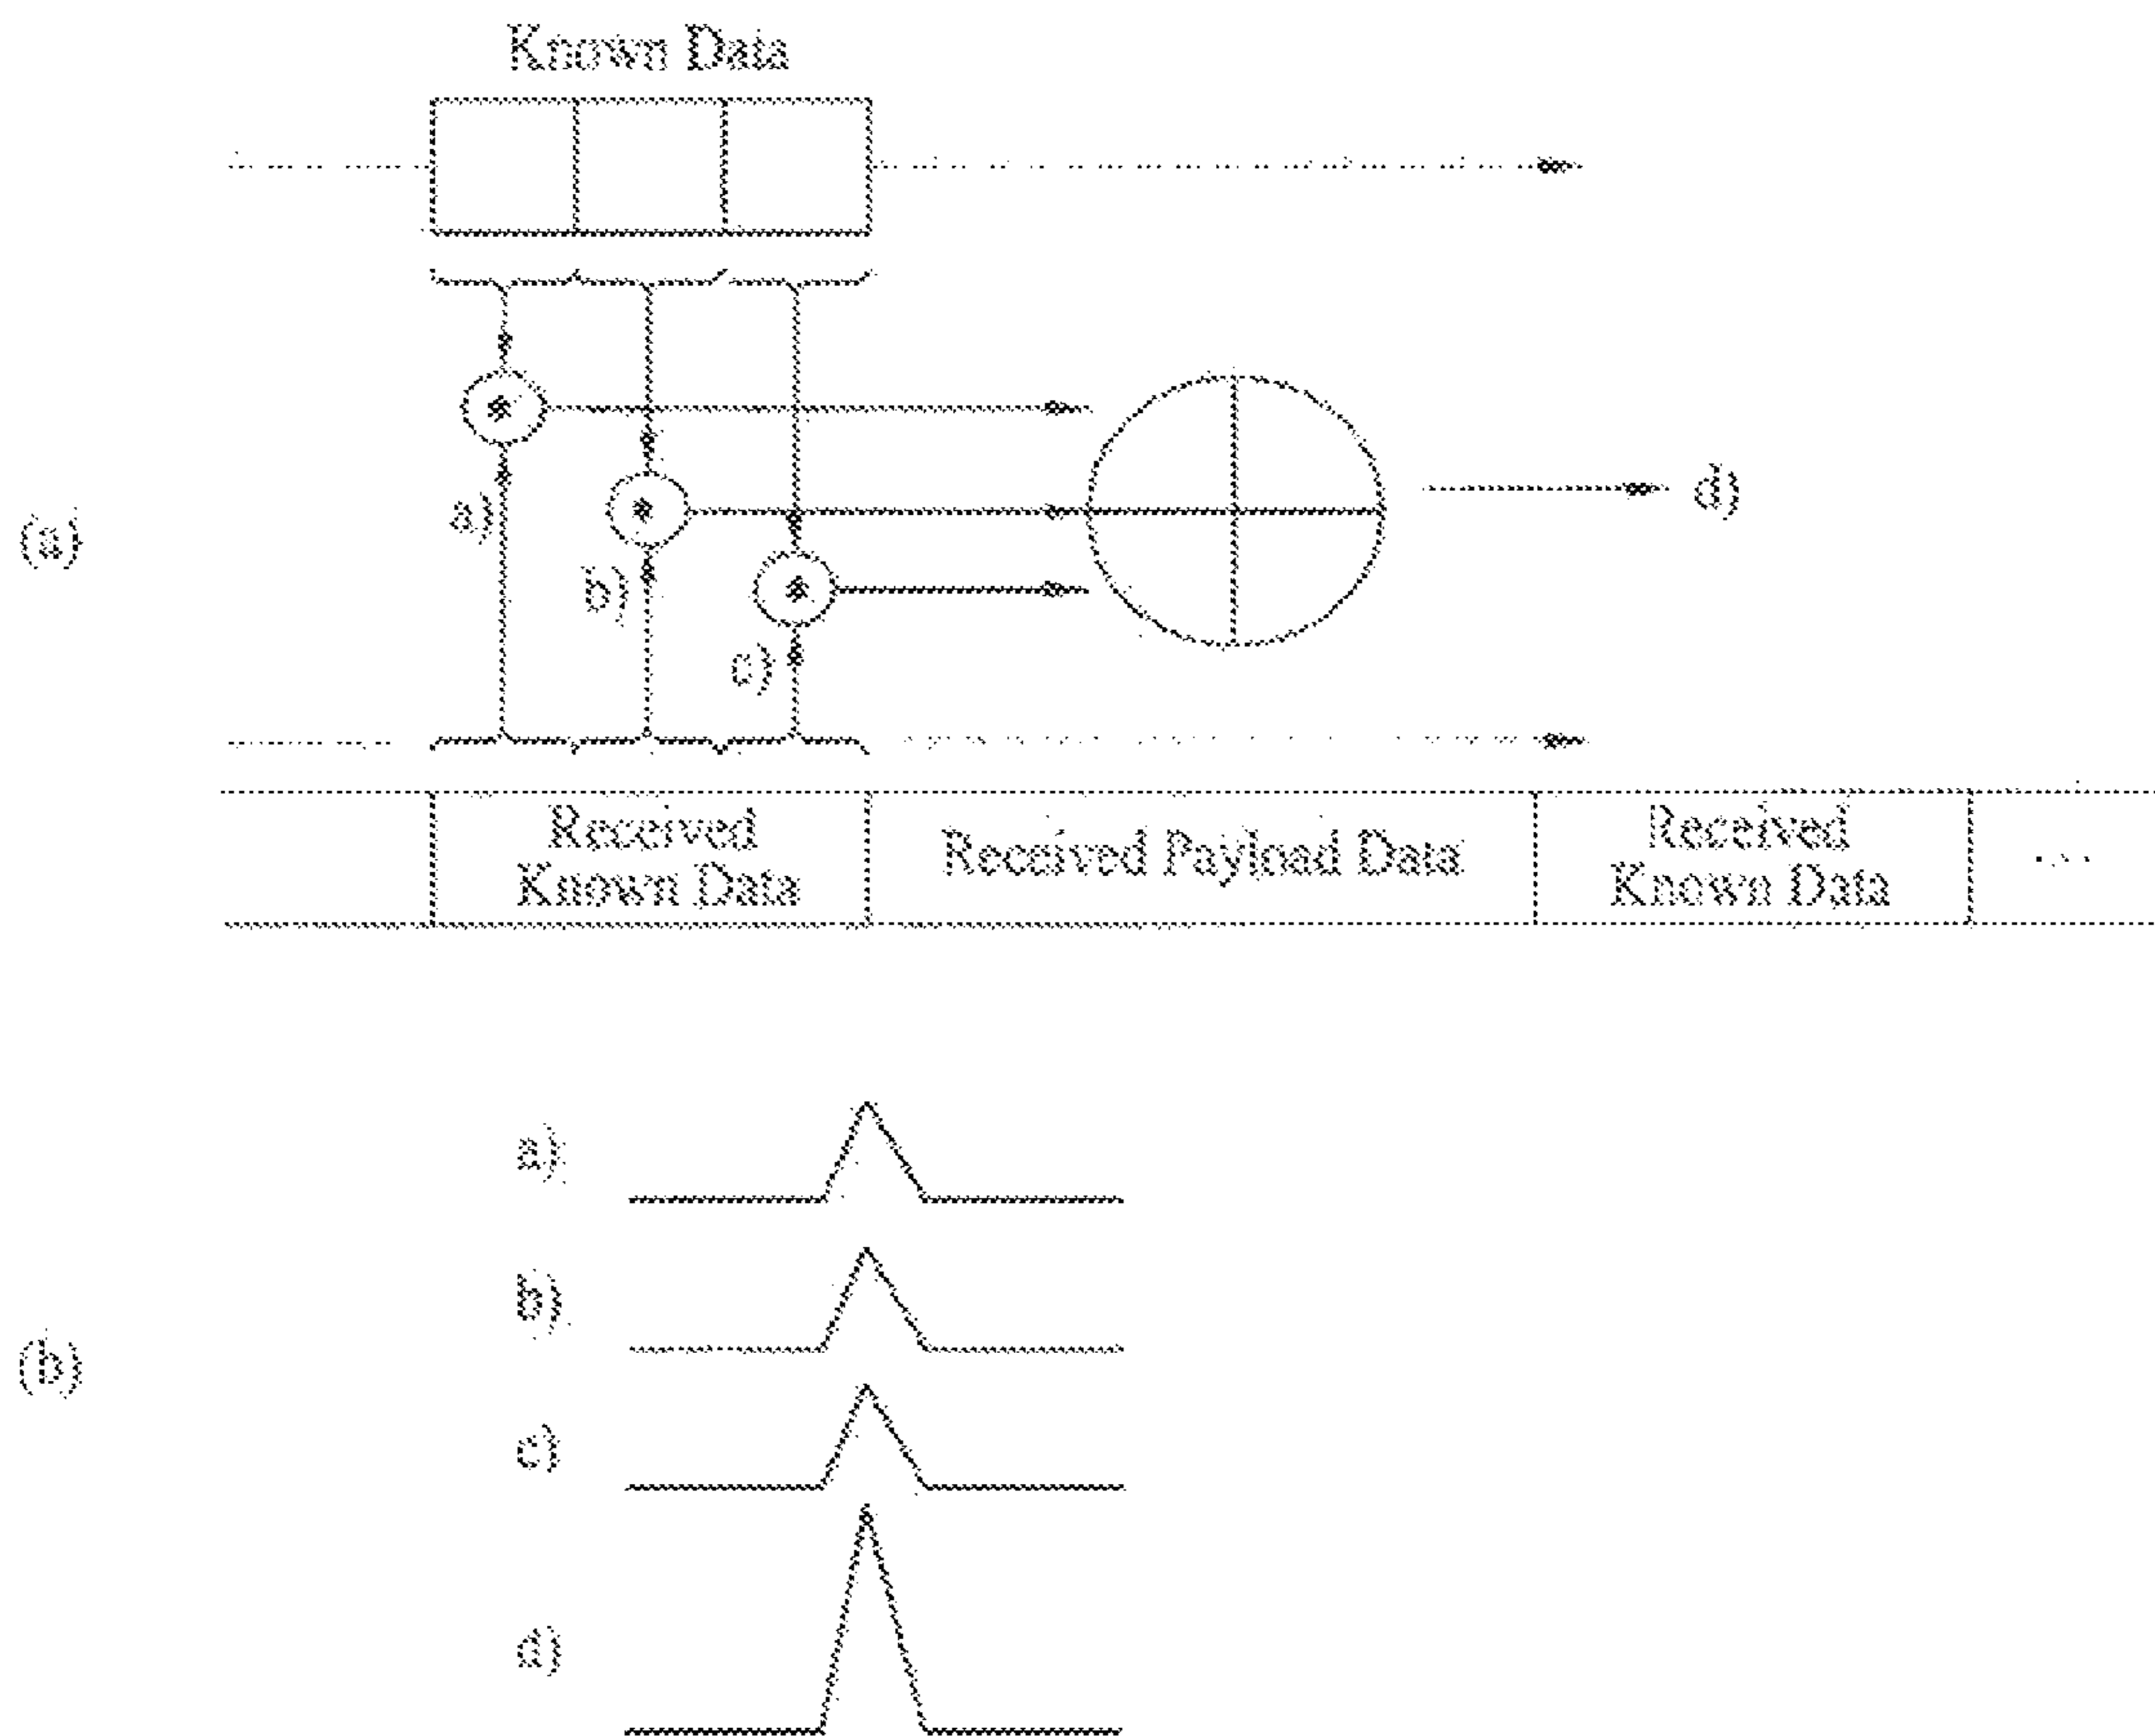 Known Data
(a)
a)
b)
c)
d)
Received
Known Data
Received Payload Data
Received
Known Data
...
(b)
a)
b)
c)
d)